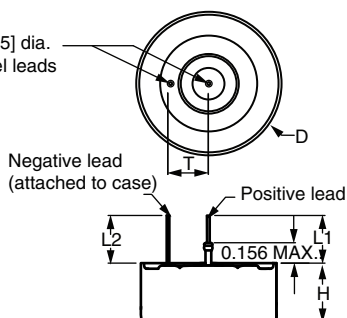 5] dia.
el leads
D
T
Negative lead
(attached to case)
Positive lead
L2
0.156 MAX.
L1
H